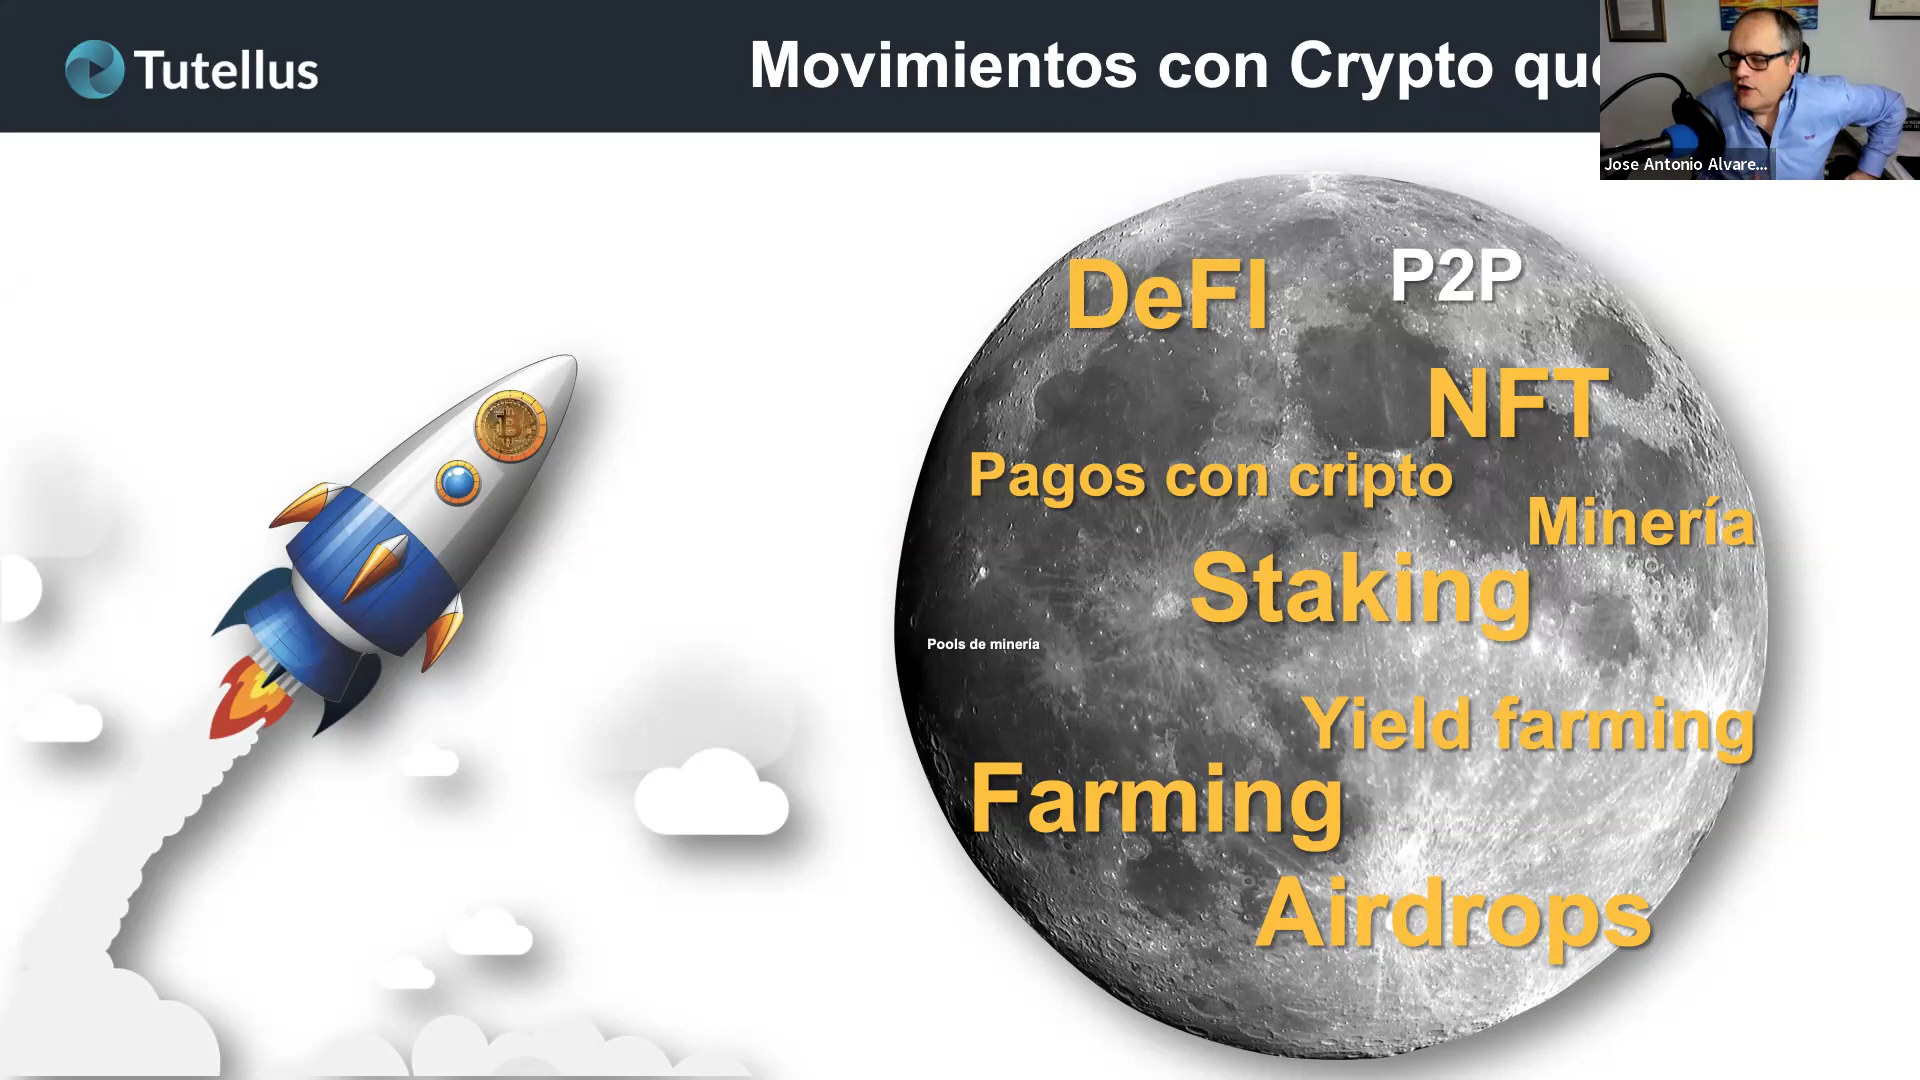 Tutellus
Movimientos con Crypto que
Jose Antonio Alvare...
DeFI
P2P
NFT
Pagos con cripto
Minería
Staking
Pools de minería
Yield farming
Farming
Airdrops